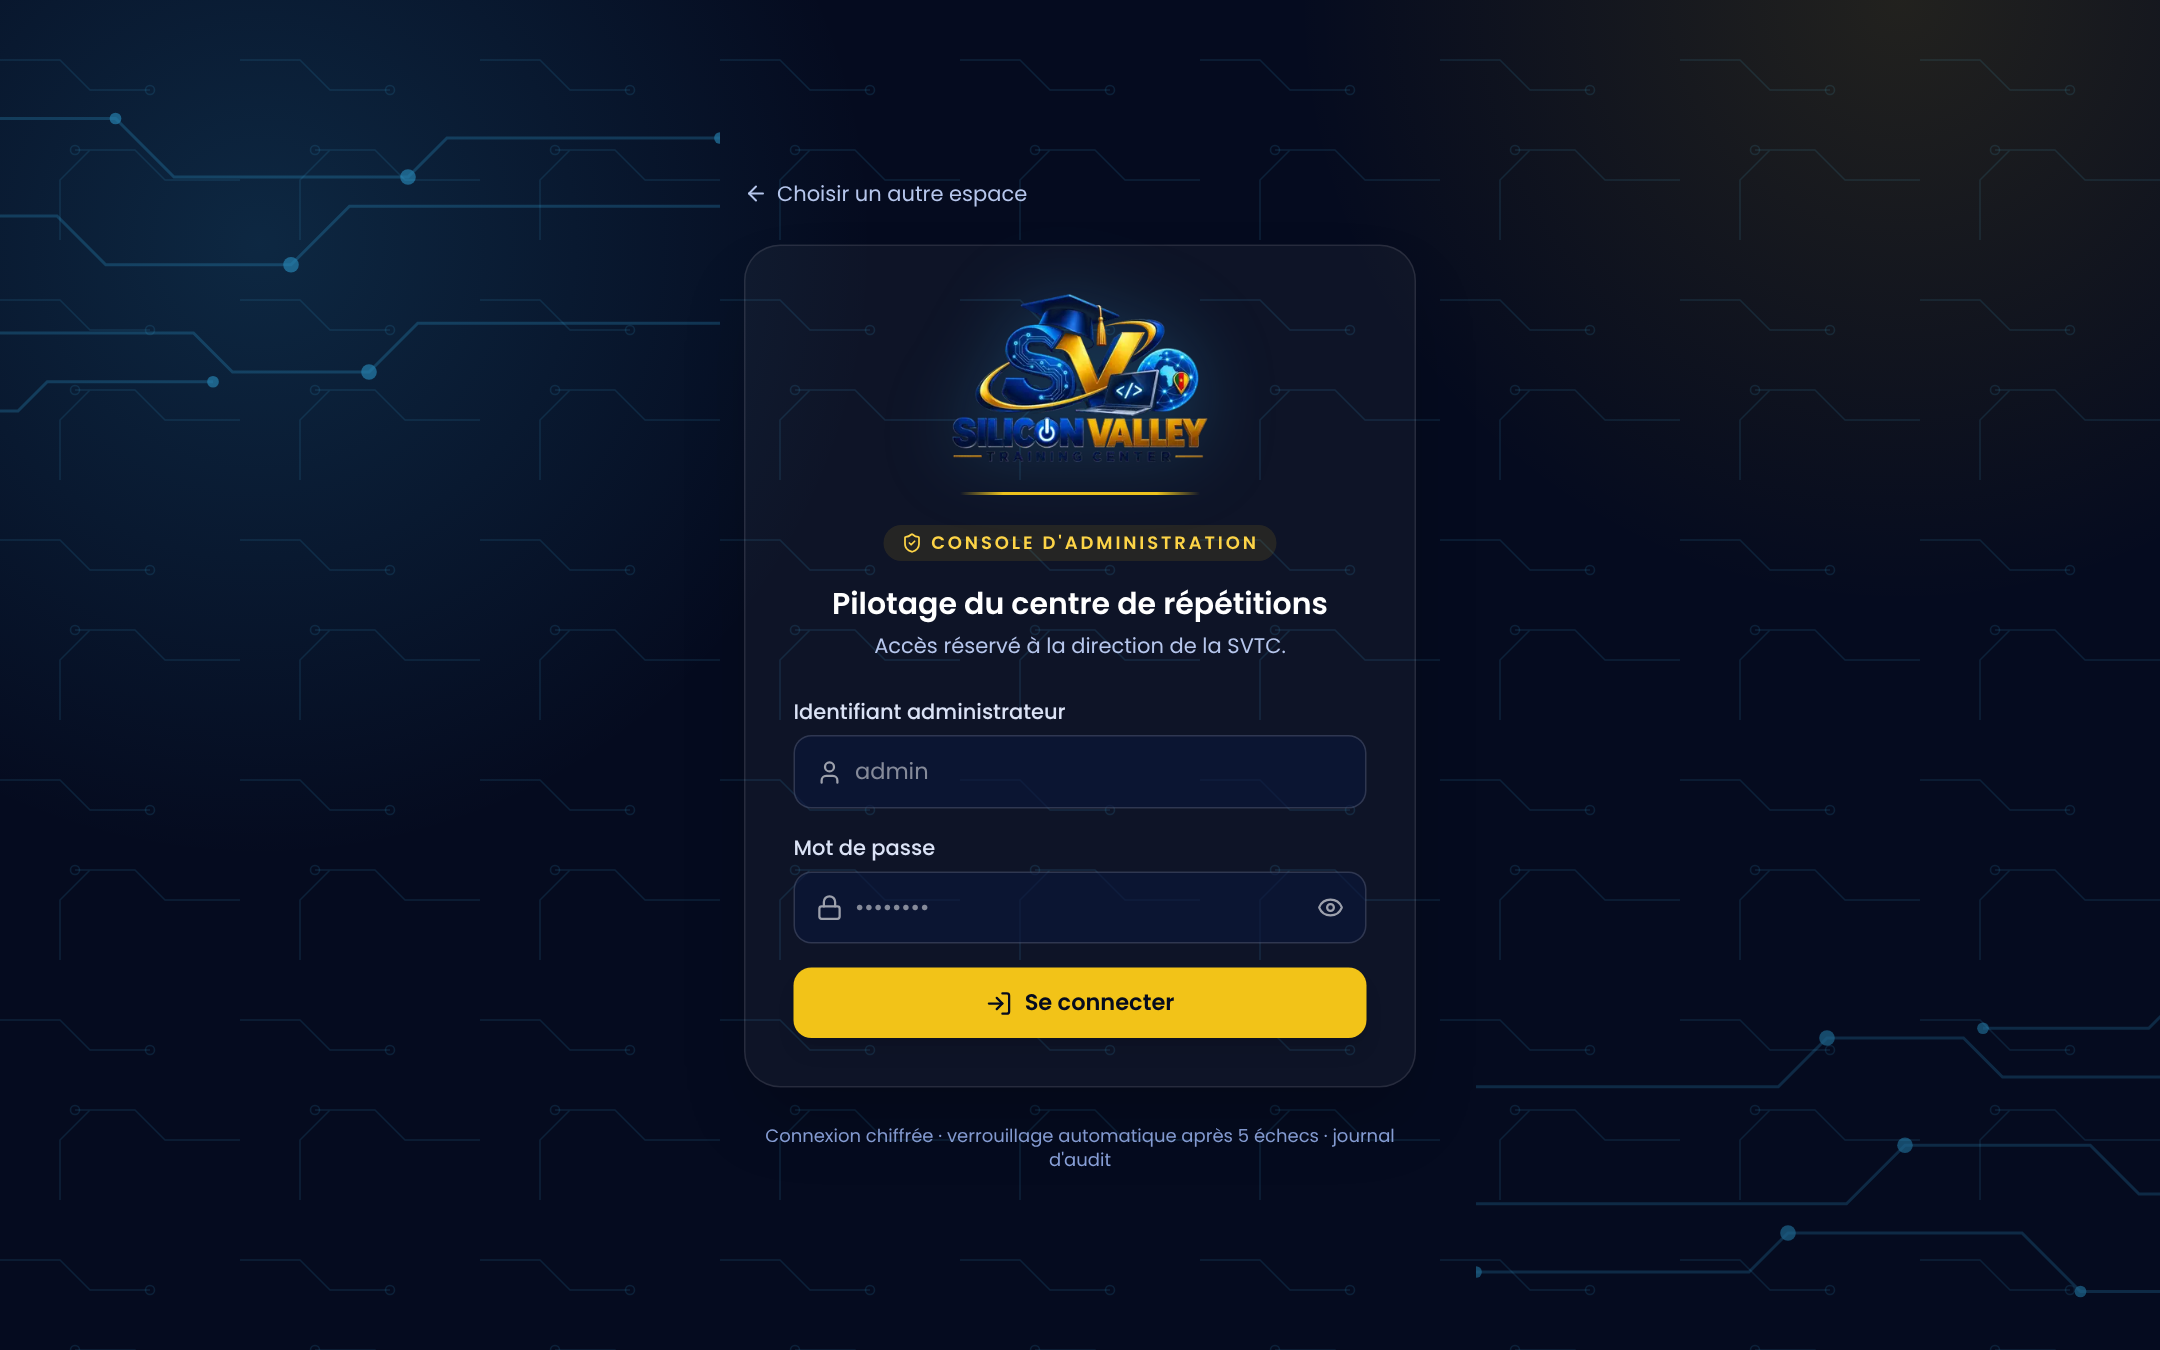 Choisir un autre espace
SV
</>
SILICON VALLEY
TRAINING CENTER
CONSOLE D'ADMINISTRATION
Pilotage du centre de répétitions
Accès réservé à la direction de la SVTC.
Identifiant administrateur
admin
Mot de passe
••••••••
Se connecter
Connexion chiffrée · verrouillage automatique après 5 échecs · journal
d'audit